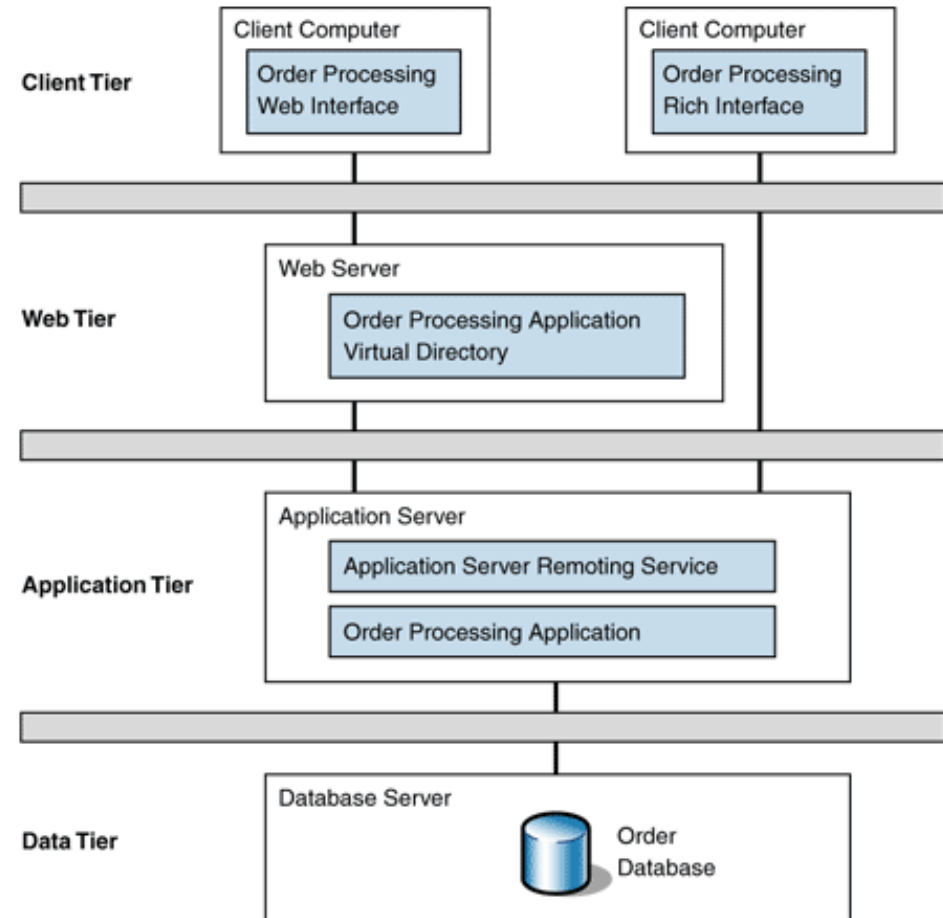 Client Tier
Client Computer
Order Processing
Web Interface
Client Computer
Order Processing
Rich Interface
Web Tier
Web Server
Order Processing Application
Virtual Directory
Application Tier
Application Server
Application Server Remoting Service
Order Processing Application
Data Tier
Database Server
Order
Database